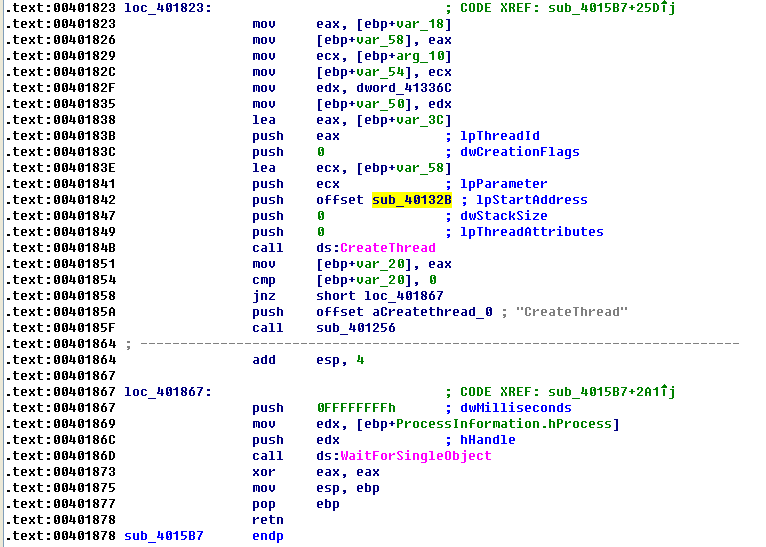 .text:00401823 loc_401823: ; CODE XREF: sub_4015B7+25D↑j
.text:00401823 mov eax, [ebp+var_18]
.text:00401826 mov [ebp+var_58], eax
.text:00401829 mov ecx, [ebp+arg_10]
.text:0040182C mov [ebp+var_54], ecx
.text:0040182F mov edx, dword_41336C
.text:00401835 mov [ebp+var_50], edx
.text:00401838 lea eax, [ebp+var_3C]
.text:0040183B push eax ; lpThreadId
.text:0040183C push 0 ; dwCreationFlags
.text:0040183E lea ecx, [ebp+var_58]
.text:00401841 push ecx ; lpParameter
.text:00401842 push offset sub_40132B ; lpStartAddress
.text:00401847 push 0 ; dwStackSize
.text:00401849 push 0 ; lpThreadAttributes
.text:0040184B call ds:CreateThread
.text:00401851 mov [ebp+var_20], eax
.text:00401854 cmp [ebp+var_20], 0
.text:00401858 jnz short loc_401867
.text:0040185A push offset aCreatethread_0 ; "CreateThread"
.text:0040185F call sub_401256
.text:00401864 ; ---------------------------------------------------------------------------
.text:00401864 add esp, 4
.text:00401867
.text:00401867 loc_401867: ; CODE XREF: sub_4015B7+2A1↑j
.text:00401867 push 0FFFFFFFFh ; dwMilliseconds
.text:00401869 mov edx, [ebp+ProcessInformation.hProcess]
.text:0040186C push edx ; hHandle
.text:0040186D call ds:WaitForSingleObject
.text:00401873 xor eax, eax
.text:00401875 mov esp, ebp
.text:00401877 pop ebp
.text:00401878 retn
.text:00401878 sub_4015B7 endp